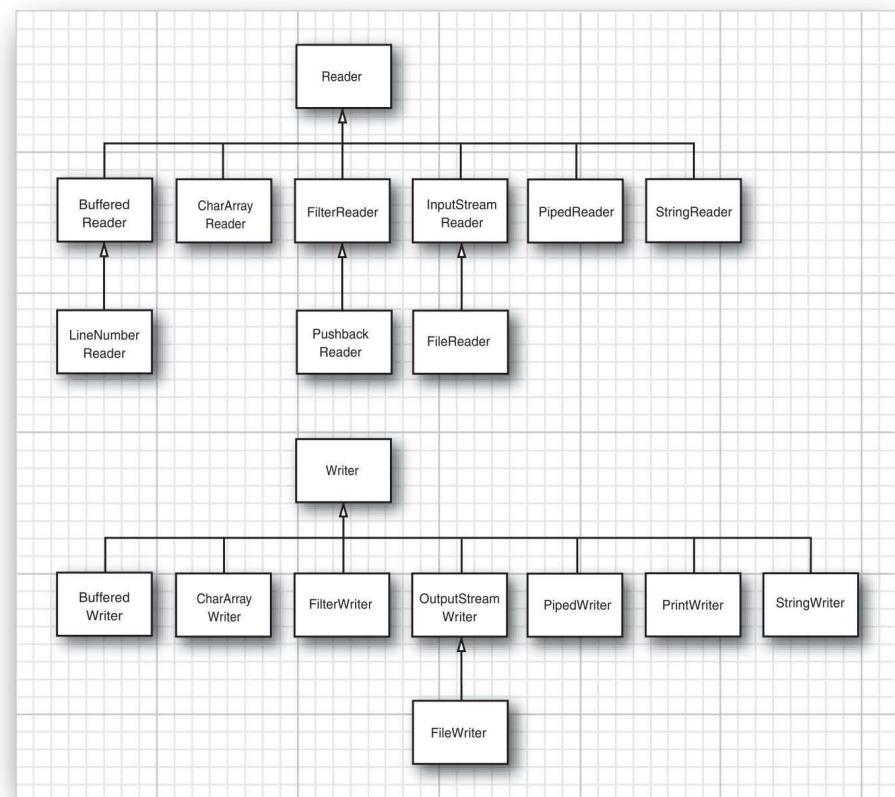 Reader
Buffered
Reader
CharArray
Reader
FilterReader
InputStream
Reader
PipedReader
StringReader
LineNumber
Reader
Pushback
Reader
FileReader
Writer
Buffered
Writer
CharArray
Writer
FilterWriter
OutputStream
Writer
PipedWriter
PrintWriter
StringWriter
FileWriter